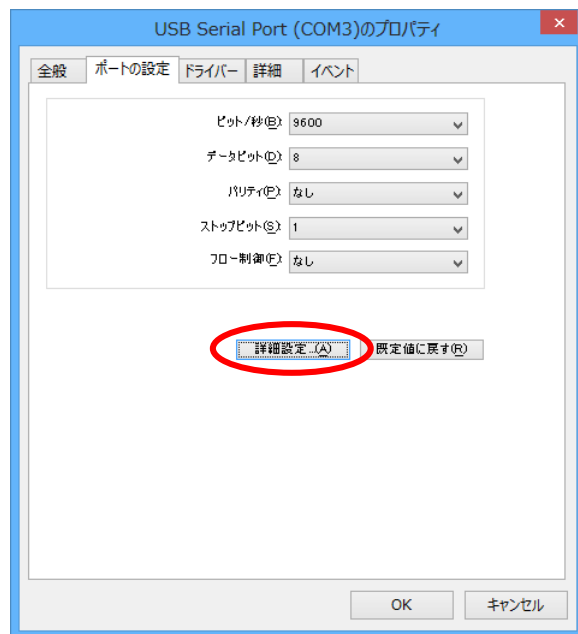 USB Serial Port (COM3)のプロパティ
×
全般 ポートの設定 ドライバー 詳細 イベント
ビット/秒(B): 9600
データ ビット(D): 8
パリティ(P): なし
ストップ ビット(S): 1
フロー制御(F): なし
詳細設定...(A) 既定値に戻す(R)
OK キャンセル